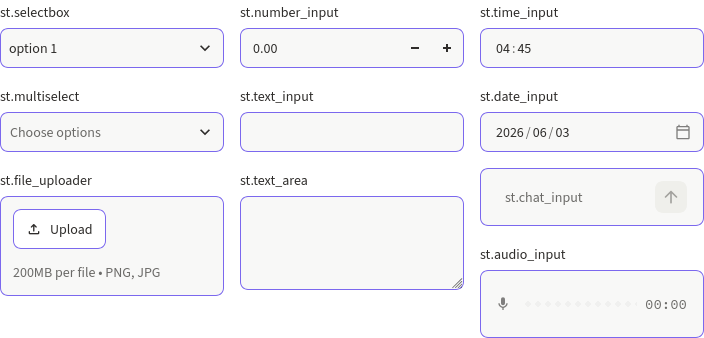 st.selectbox
option 1
st.multiselect
Choose options
st.file_uploader
Upload
200MB per file • PNG, JPG
st.number_input
0.00
st.text_input
st.text_area
st.time_input
04:45
st.date_input
2026/06/03
st.chat_input
st.audio_input
00:00